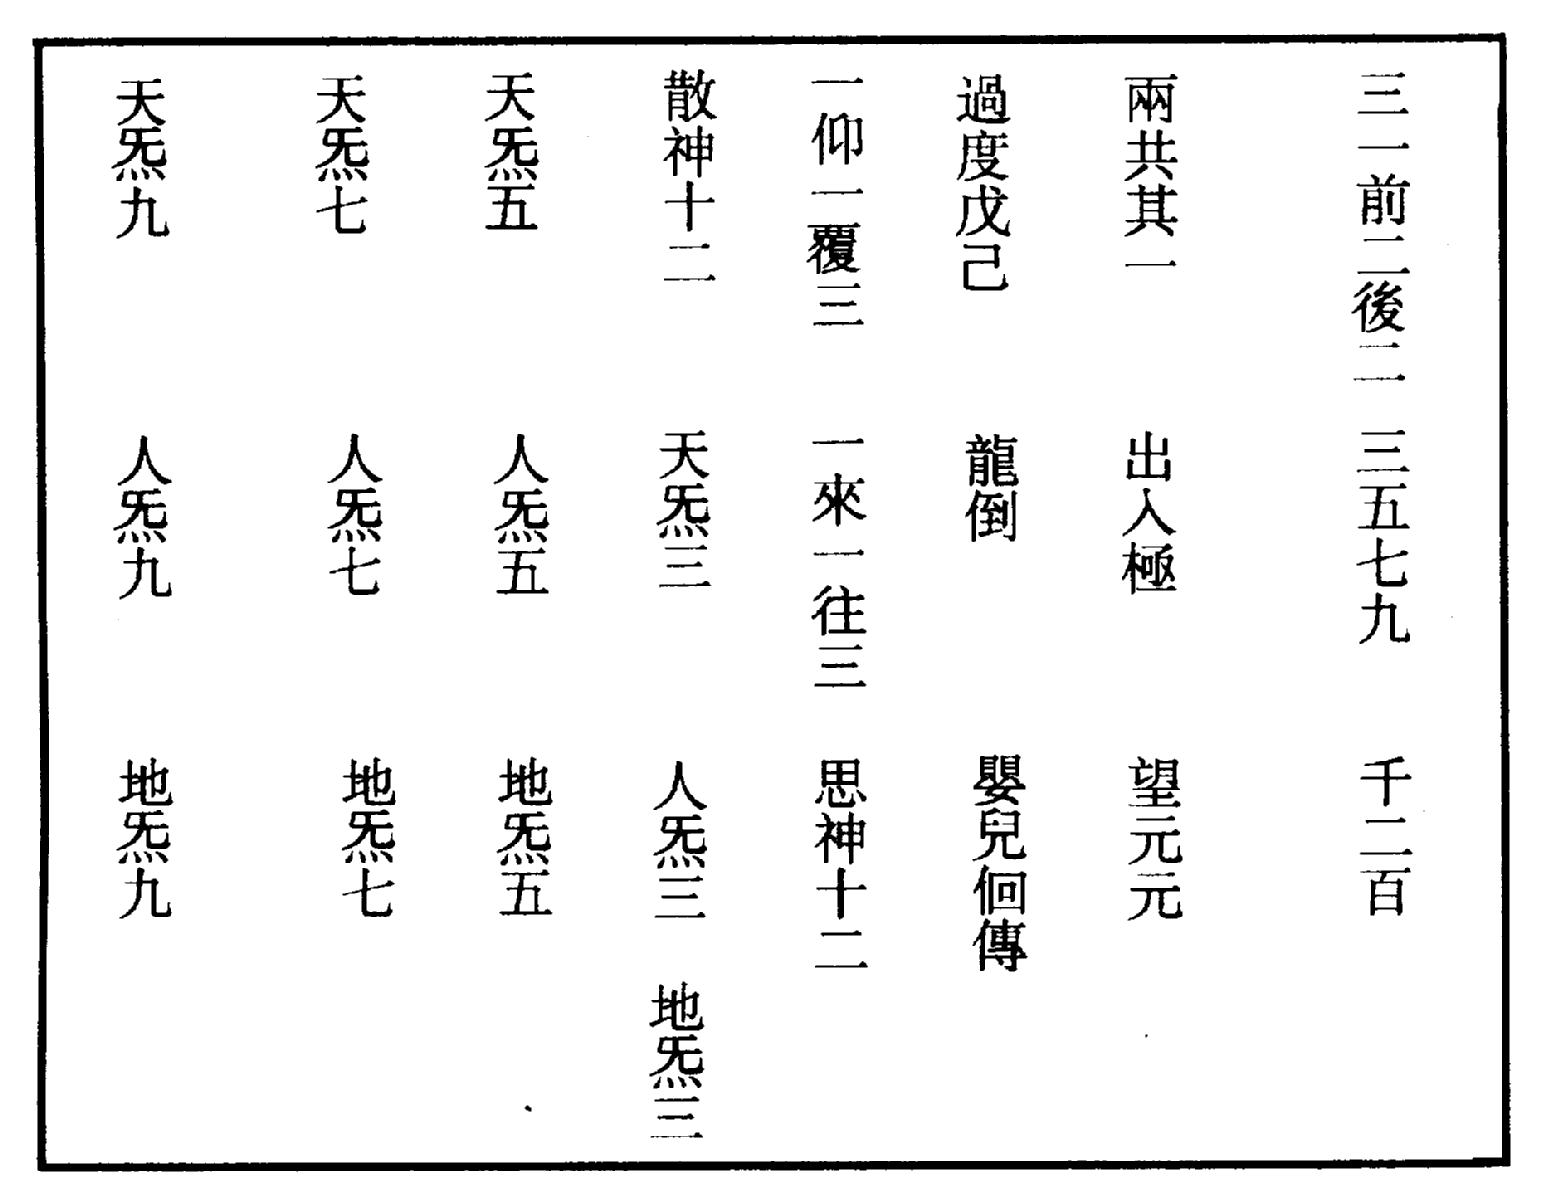 三一前二後二　三五七九　千二百
兩共其一　出入極　望元元
過度戊己　龍倒　嬰兒佪傳
一仰一覆三　一來一往三　思神十二
散神十二　天炁三　人炁三　地炁三
天炁五　人炁五　地炁五
天炁七　人炁七　地炁七
天炁九　人炁九　地炁九